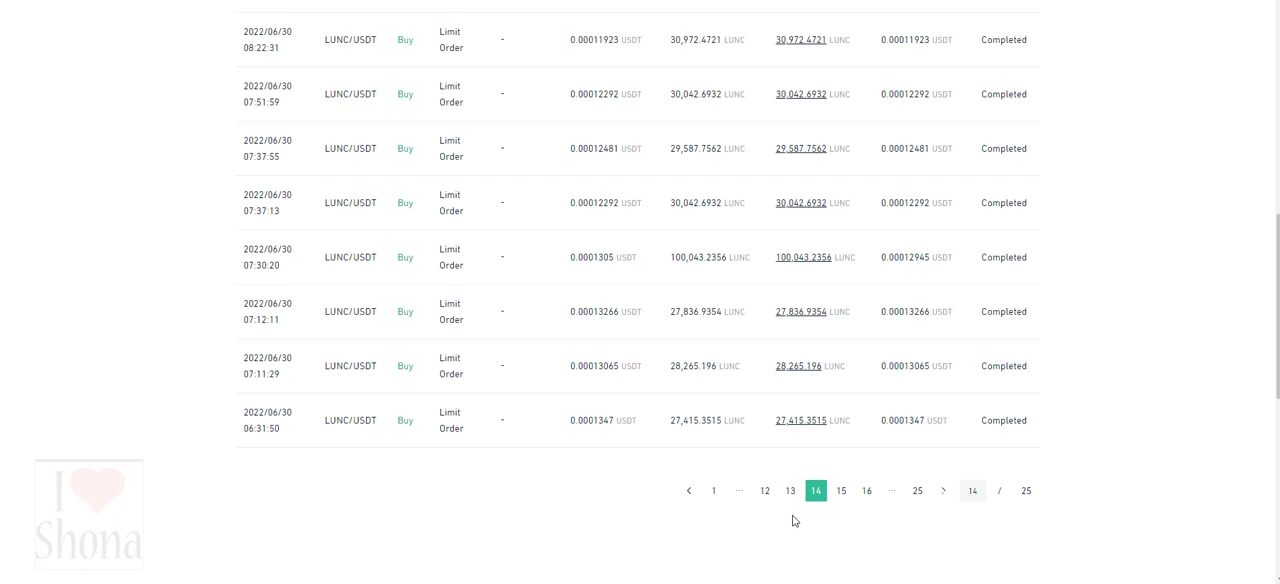 2022/06/30 08:22:31 LUNC/USDT Buy Limit Order - 0.00011923 USDT 30,972.4721 LUNC 30,972.4721 LUNC 0.00011923 USDT Completed
2022/06/30 07:51:59 LUNC/USDT Buy Limit Order - 0.00012292 USDT 30,042.6932 LUNC 30,042.6932 LUNC 0.00012292 USDT Completed
2022/06/30 07:37:55 LUNC/USDT Buy Limit Order - 0.00012481 USDT 29,587.7562 LUNC 29,587.7562 LUNC 0.00012481 USDT Completed
2022/06/30 07:37:13 LUNC/USDT Buy Limit Order - 0.00012292 USDT 30,042.6932 LUNC 30,042.6932 LUNC 0.00012292 USDT Completed
2022/06/30 07:30:20 LUNC/USDT Buy Limit Order - 0.0001305 USDT 100,043.2356 LUNC 100,043.2356 LUNC 0.00012945 USDT Completed
2022/06/30 07:12:11 LUNC/USDT Buy Limit Order - 0.00013266 USDT 27,836.9354 LUNC 27,836.9354 LUNC 0.00013266 USDT Completed
2022/06/30 07:11:29 LUNC/USDT Buy Limit Order - 0.00013065 USDT 28,265.196 LUNC 28,265.196 LUNC 0.00013065 USDT Completed
2022/06/30 06:31:50 LUNC/USDT Buy Limit Order - 0.0001347 USDT 27,415.3515 LUNC 27,415.3515 LUNC 0.0001347 USDT Completed
< 1 ··· 12 13 14 15 16 ··· 25 > 14 / 25
I
Shona